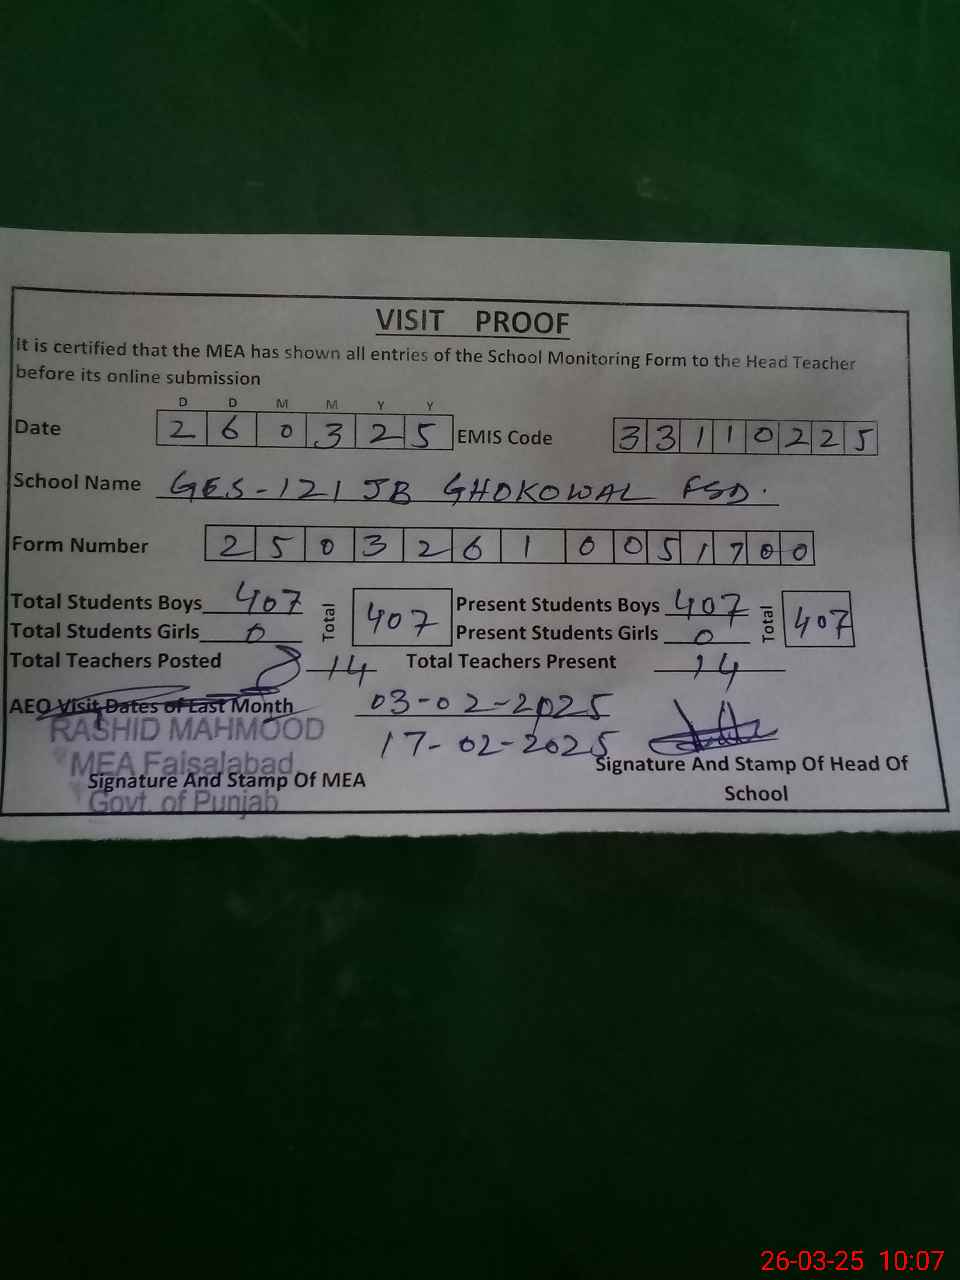 VISIT PROOF
It is certified that the MEA has shown all entries of the School Monitoring Form to the Head Teacher
before its online submission
D D M M Y Y
Date 2 6 0 3 2 5 EMIS Code 3 3 1 1 0 2 2 5
School Name GES-121 JB GHOKOWAL FSD.
Form Number 2 5 0 3 2 6 1 0 0 5 1 7 0 0
Total Students Boys 407 Total 407 Present Students Boys 407 Total 407
Total Students Girls 0 Present Students Girls 0
Total Teachers Posted 14 Total Teachers Present 14
AEO Visit Dates of Last Month 03-02-2025
RASHID MAHMOOD
17-02-2025
MEA Faisalabad
Signature And Stamp Of MEA Signature And Stamp Of Head Of
School
Govt. of Punjab
26-03-25 10:07